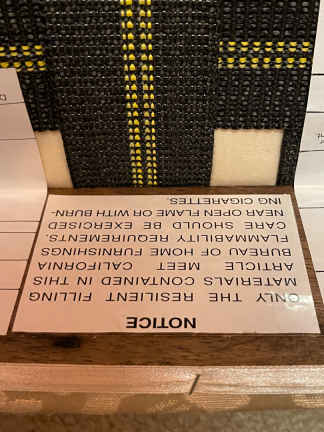 NOTICE
ONLY THE RESILIENT FILLING
MATERIALS CONTAINED IN THIS
ARTICLE MEET CALIFORNIA
BUREAU OF HOME FURNISHINGS
FLAMMABILITY REQUIREMENTS.
CARE SHOULD BE EXERCISED
NEAR OPEN FLAME OR WITH BURN-
ING CIGARETTES.